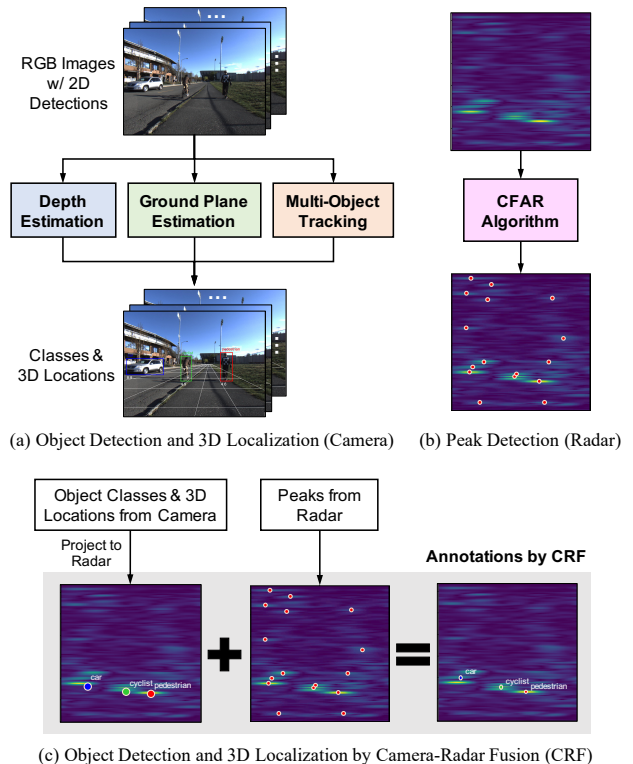 RGB Images
w/ 2D
Detections
Depth
Estimation
Ground Plane
Estimation
Multi-Object
Tracking
Classes &
3D Locations
(a) Object Detection and 3D Localization (Camera)
CFAR
Algorithm
(b) Peak Detection (Radar)
Object Classes & 3D
Locations from Camera
Peaks from
Radar
Project to
Radar
Annotations by CRF
car
cyclist
pedestrian
car
cyclist
pedestrian
(c) Object Detection and 3D Localization by Camera-Radar Fusion (CRF)